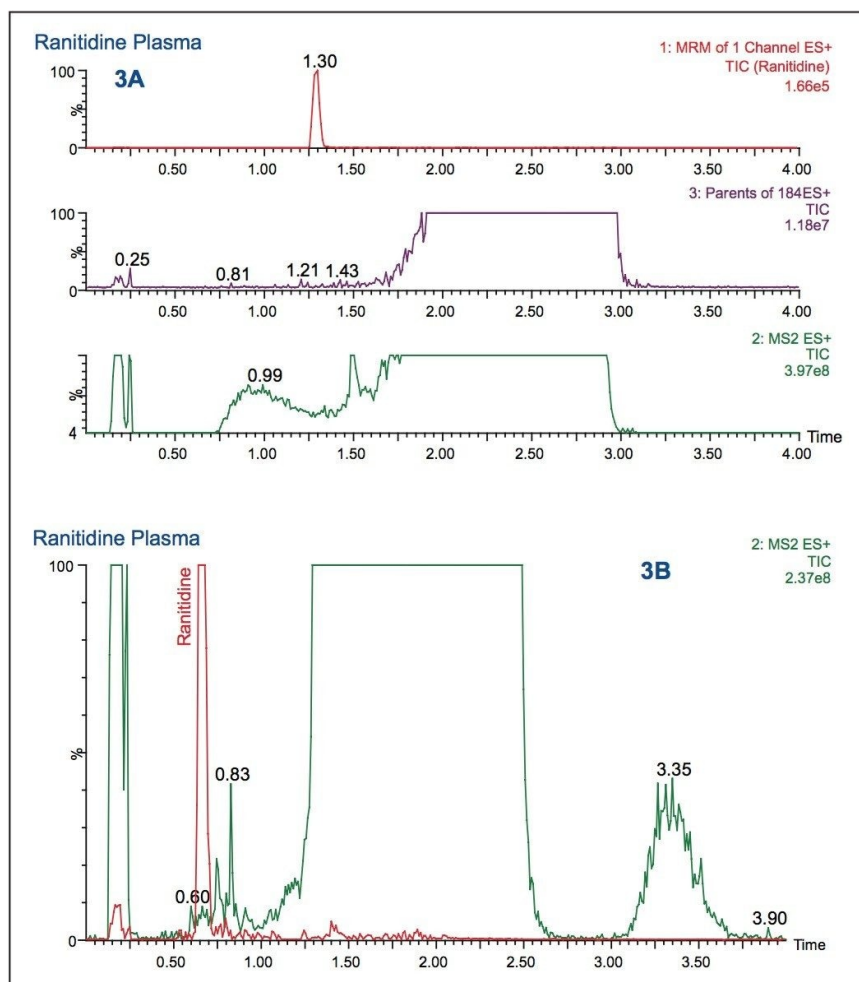 Ranitidine Plasma
3A
1: MRM of 1 Channel ES+
TIC (Ranitidine)
1.66e5
100
%
0
1.30
0.50 1.00 1.50 2.00 2.50 3.00 3.50 4.00
3: Parents of 184ES+
TIC
1.18e7
100
%
0
0.25 0.81 1.21 1.43
0.50 1.00 1.50 2.00 2.50 3.00 3.50 4.00
2: MS2 ES+
TIC
3.97e8
%
4
0.99
Time
0.50 1.00 1.50 2.00 2.50 3.00 3.50 4.00
Ranitidine Plasma
3B
2: MS2 ES+
TIC
2.37e8
100
%
0
Ranitidine
0.60 0.83 3.35 3.90
Time
0.50 1.00 1.50 2.00 2.50 3.00 3.50